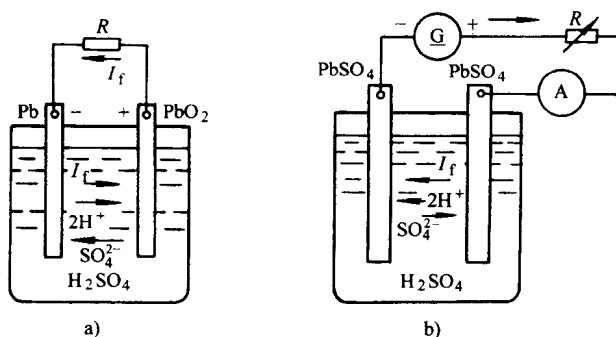 R
I_f
Pb − + PbO₂
I_f
2H⁺
SO₄²⁻
H₂SO₄
a)
− G + R
PbSO₄ PbSO₄
A
I_f
2H⁺
SO₄²⁻
H₂SO₄
b)